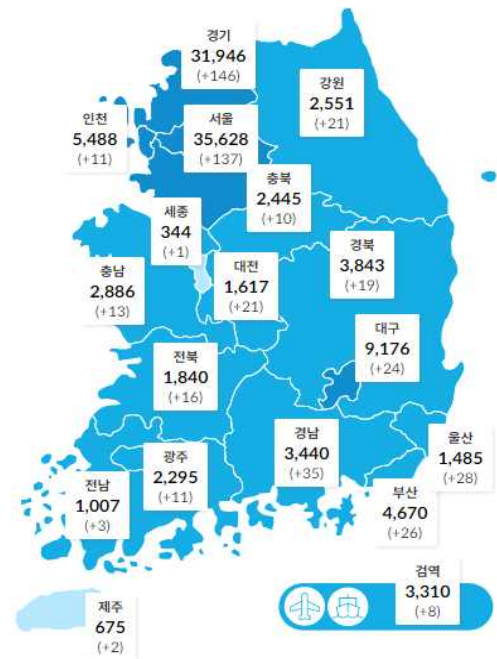 경기
31,946
(+146)
강원
2,551
(+21)
인천
5,488
(+11)
서울
35,628
(+137)
충북
2,445
(+10)
세종
344
(+1)
경북
3,843
(+19)
대전
1,617
(+21)
충남
2,886
(+13)
대구
9,176
(+24)
전북
1,840
(+16)
경남
3,440
(+35)
울산
1,485
(+28)
광주
2,295
(+11)
전남
1,007
(+3)
부산
4,670
(+26)
검역
3,310
(+8)
제주
675
(+2)